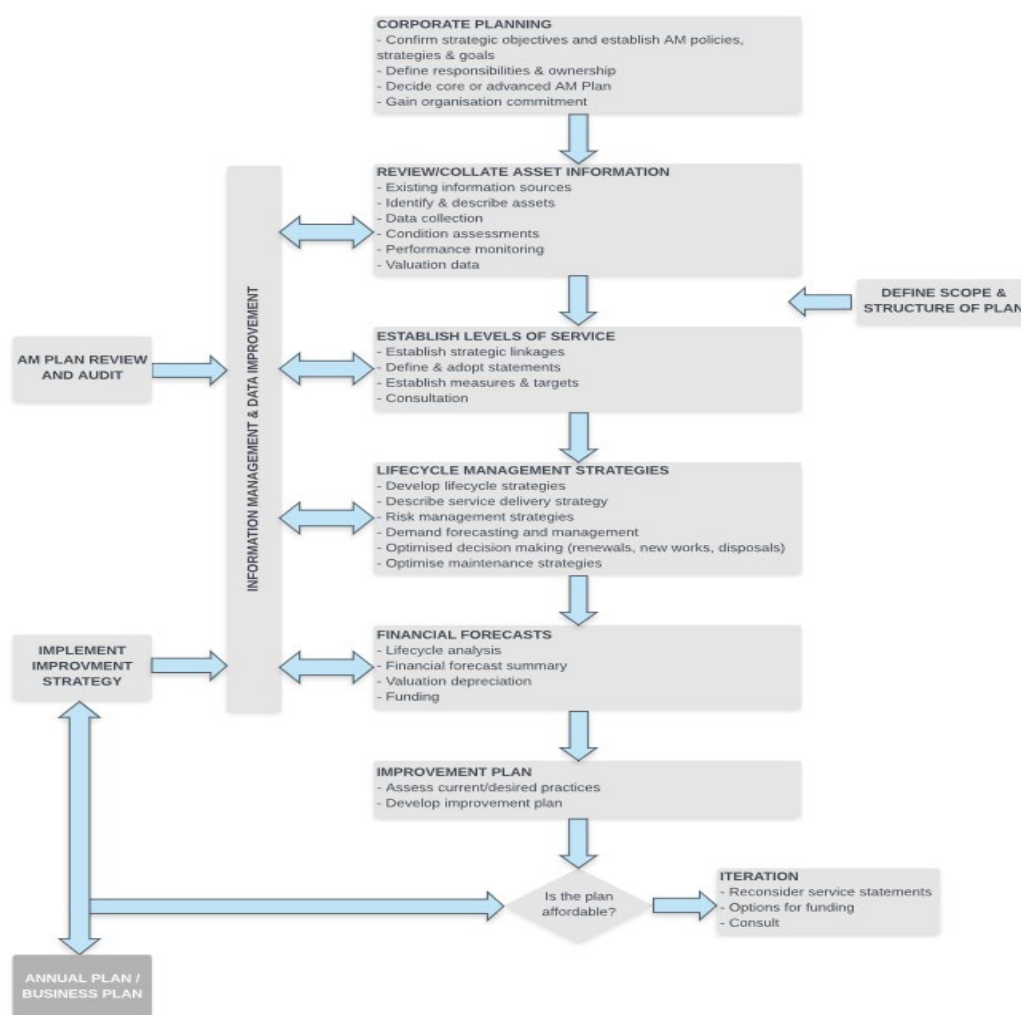 CORPORATE PLANNING
- Confirm strategic objectives and establish AM policies,
strategies & goals
- Define responsibilities & ownership
- Decide core or advanced AM Plan
- Gain organisation commitment
REVIEW/COLLATE ASSET INFORMATION
- Existing information sources
- Identify & describe assets
- Data collection
- Condition assessments
- Performance monitoring
- Valuation data
DEFINE SCOPE &
STRUCTURE OF PLAN
ESTABLISH LEVELS OF SERVICE
- Establish strategic linkages
- Define & adopt statements
- Establish measures & targets
- Consultation
AM PLAN REVIEW
AND AUDIT
INFORMATION MANAGEMENT & DATA IMPROVEMENT
LIFECYCLE MANAGEMENT STRATEGIES
- Develop lifecycle strategies
- Describe service delivery strategy
- Risk management strategies
- Demand forecasting and management
- Optimised decision making (renewals, new works, disposals)
- Optimise maintenance strategies
IMPLEMENT
IMPROVMENT
STRATEGY
FINANCIAL FORECASTS
- Lifecycle analysis
- Financial forecast summary
- Valuation depreciation
- Funding
IMPROVEMENT PLAN
- Assess current/desired practices
- Develop improvement plan
Is the plan
affordable?
ITERATION
- Reconsider service statements
- Options for funding
- Consult
ANNUAL PLAN /
BUSINESS PLAN